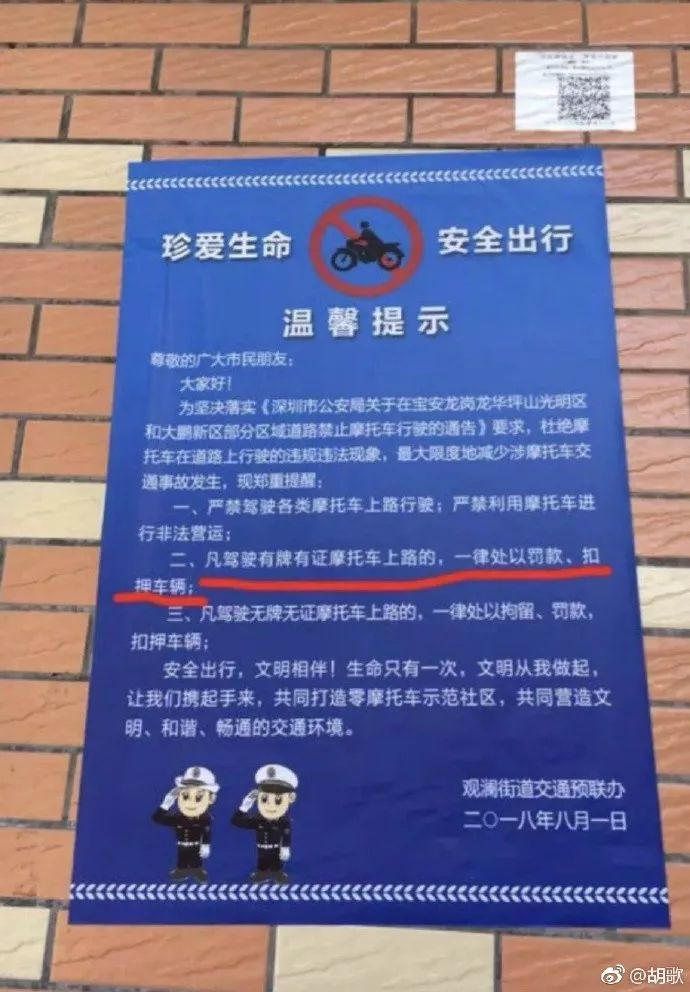 珍爱生命 安全出行
温馨提示
尊敬的广大市民朋友：
大家好！
为坚决落实《深圳市公安局关于在宝安龙岗龙华坪山光明区
和大鹏新区部分区域道路禁止摩托车行驶的通告》要求，杜绝摩
托车在道路上行驶的违规违法现象，最大限度地减少涉摩托车交
通事故发生，现郑重提醒：
一、严禁驾驶各类摩托车上路行驶；严禁利用摩托车进
行非法营运；
二、凡驾驶有牌有证摩托车上路的，一律处以罚款、扣
押车辆；
三、凡驾驶无牌无证摩托车上路的，一律处以拘留、罚款，
扣押车辆；
安全出行，文明相伴！生命只有一次，文明从我做起，
让我们携起手来，共同打造零摩托车示范社区，共同营造文
明、和谐、畅通的交通环境。
观澜街道交通预联办
二〇一八年八月一日
@胡歌